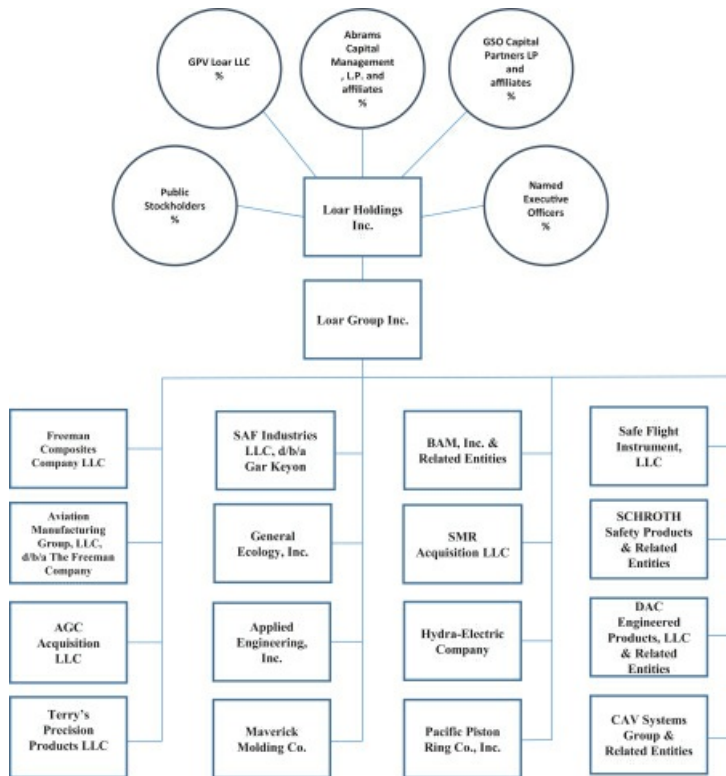 GPV Loar LLC
%
Abrams
Capital
Management
, L.P. and
affiliates
%
GSO Capital
Partners LP
and
affiliates
%
Public
Stockholders
%
Loar Holdings
Inc.
Named
Executive
Officers
%
Loar Group Inc.
Freeman
Composites
Company LLC
SAF Industries
LLC, d/b/a
Gar Keyon
BAM, Inc. &
Related Entities
Safe Flight
Instrument,
LLC
Aviation
Manufacturing
Group, LLC,
d/b/a The Freeman
Company
General
Ecology, Inc.
SMR
Acquisition LLC
SCHROTH
Safety Products
& Related
Entities
AGC
Acquisition
LLC
Applied
Engineering,
Inc.
Hydra-Electric
Company
DAC
Engineered
Products, LLC
& Related
Entities
Terry's
Precision
Products LLC
Maverick
Molding Co.
Pacific Piston
Ring Co., Inc.
CAV Systems
Group &
Related Entities